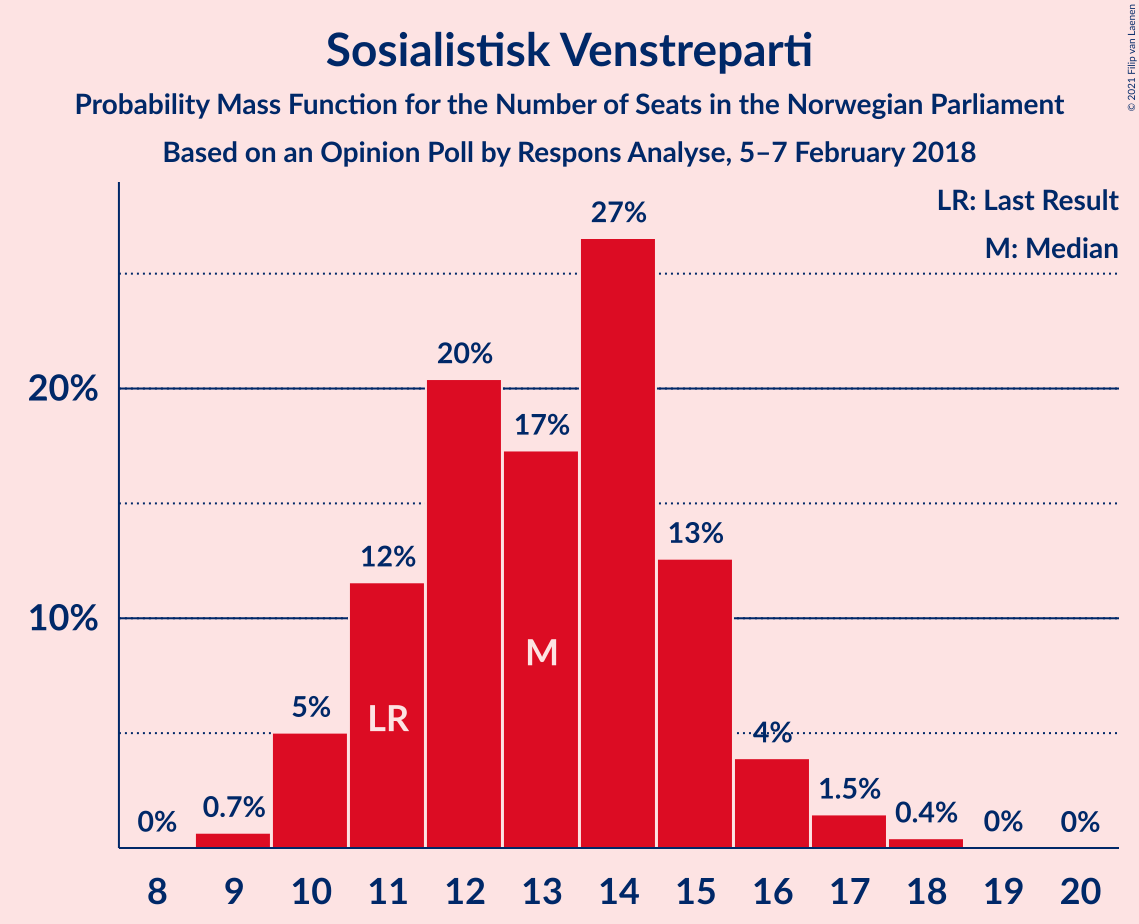 Sosialistisk Venstreparti
Probability Mass Function for the Number of Seats in the Norwegian Parliament
Based on an Opinion Poll by Respons Analyse, 5–7 February 2018
© 2021 Filip van Laenen
LR: Last Result
M: Median
27%
20%
20%
17%
13%
12%
10%
M
LR
5%
4%
1.5%
0.7%
0.4%
0%
0%
0%
8 9 10 11 12 13 14 15 16 17 18 19 20